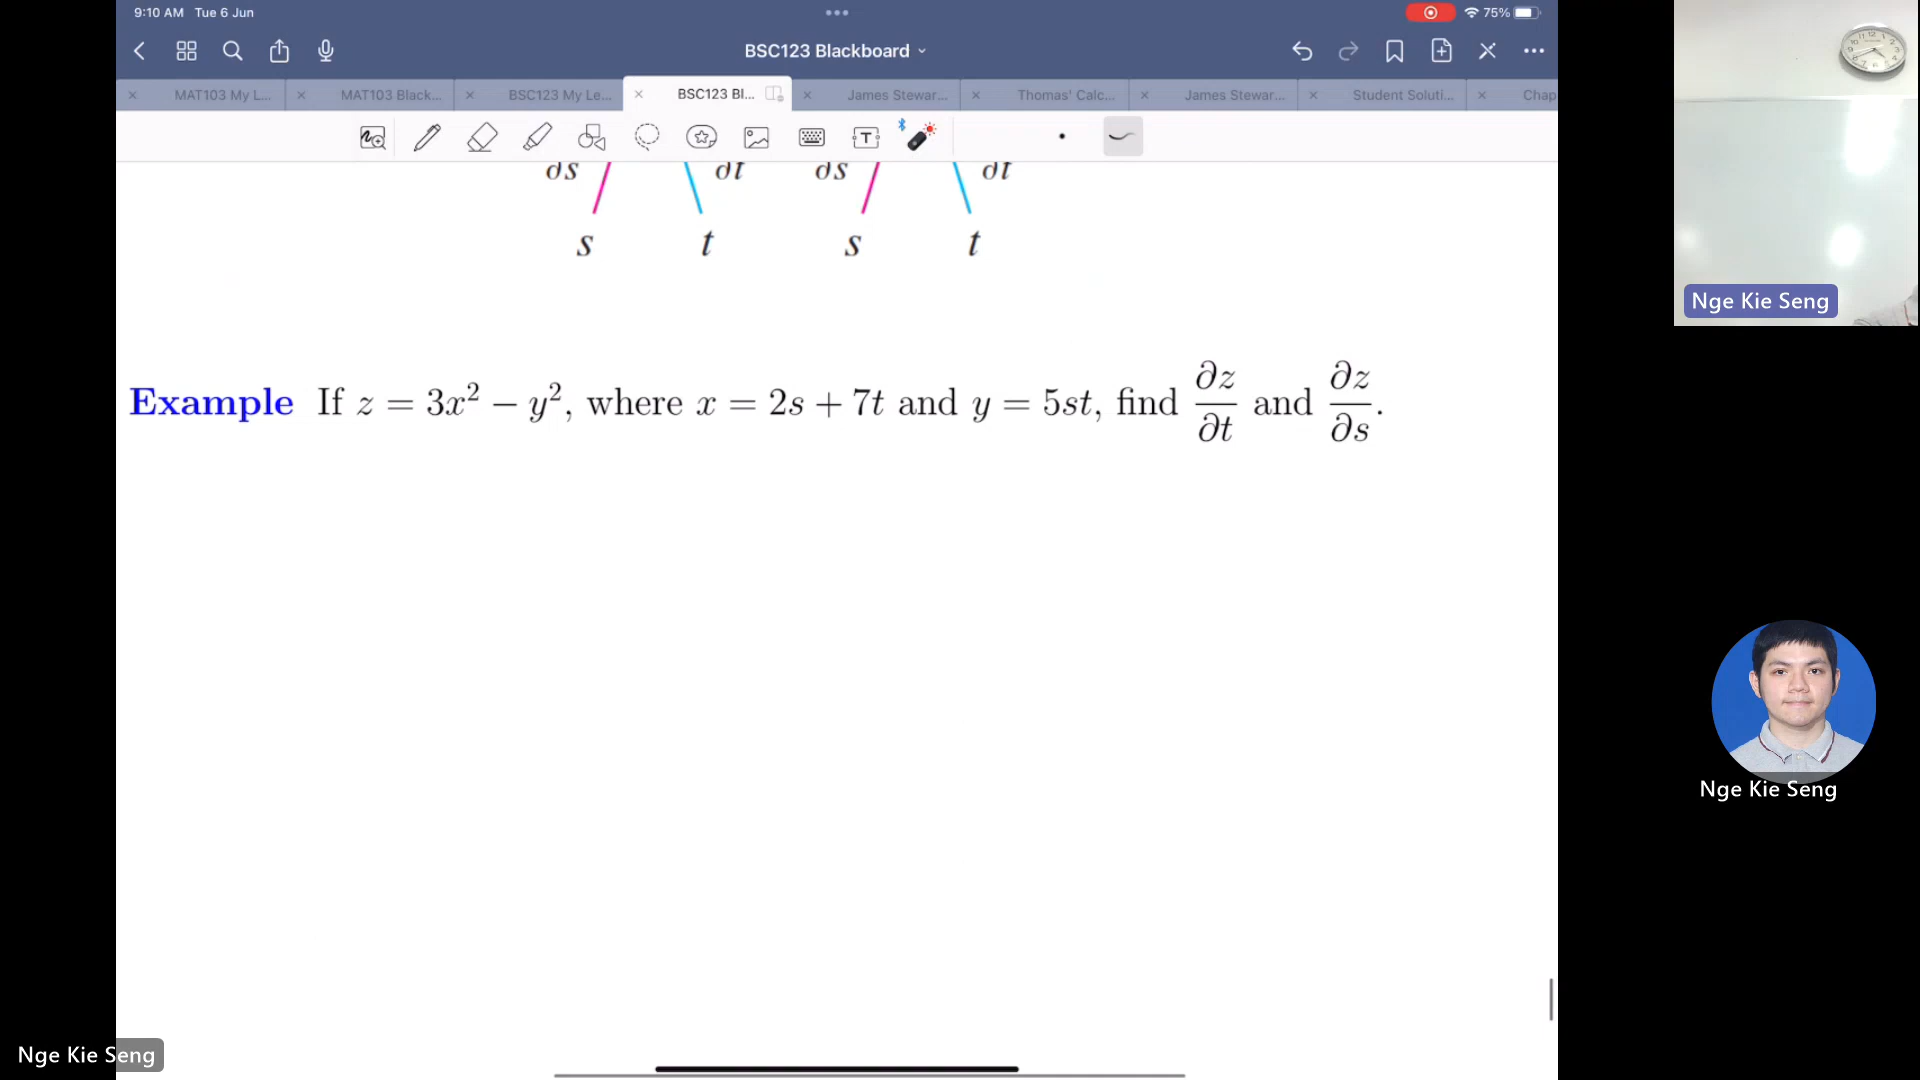 9:10 AM Tue 6 Jun
75%
BSC123 Blackboard
MAT103 My L...
MAT103 Black...
BSC123 My Le...
BSC123 Bl...
James Stewar...
Thomas' Calc...
James Stewar...
Student Soluti...
Chap
T
∂s ∂t ∂s ∂t
s t s t
Example If z = 3x² − y², where x = 2s + 7t and y = 5st, find ∂z/∂t and ∂z/∂s.
Nge Kie Seng
Nge Kie Seng
Nge Kie Seng